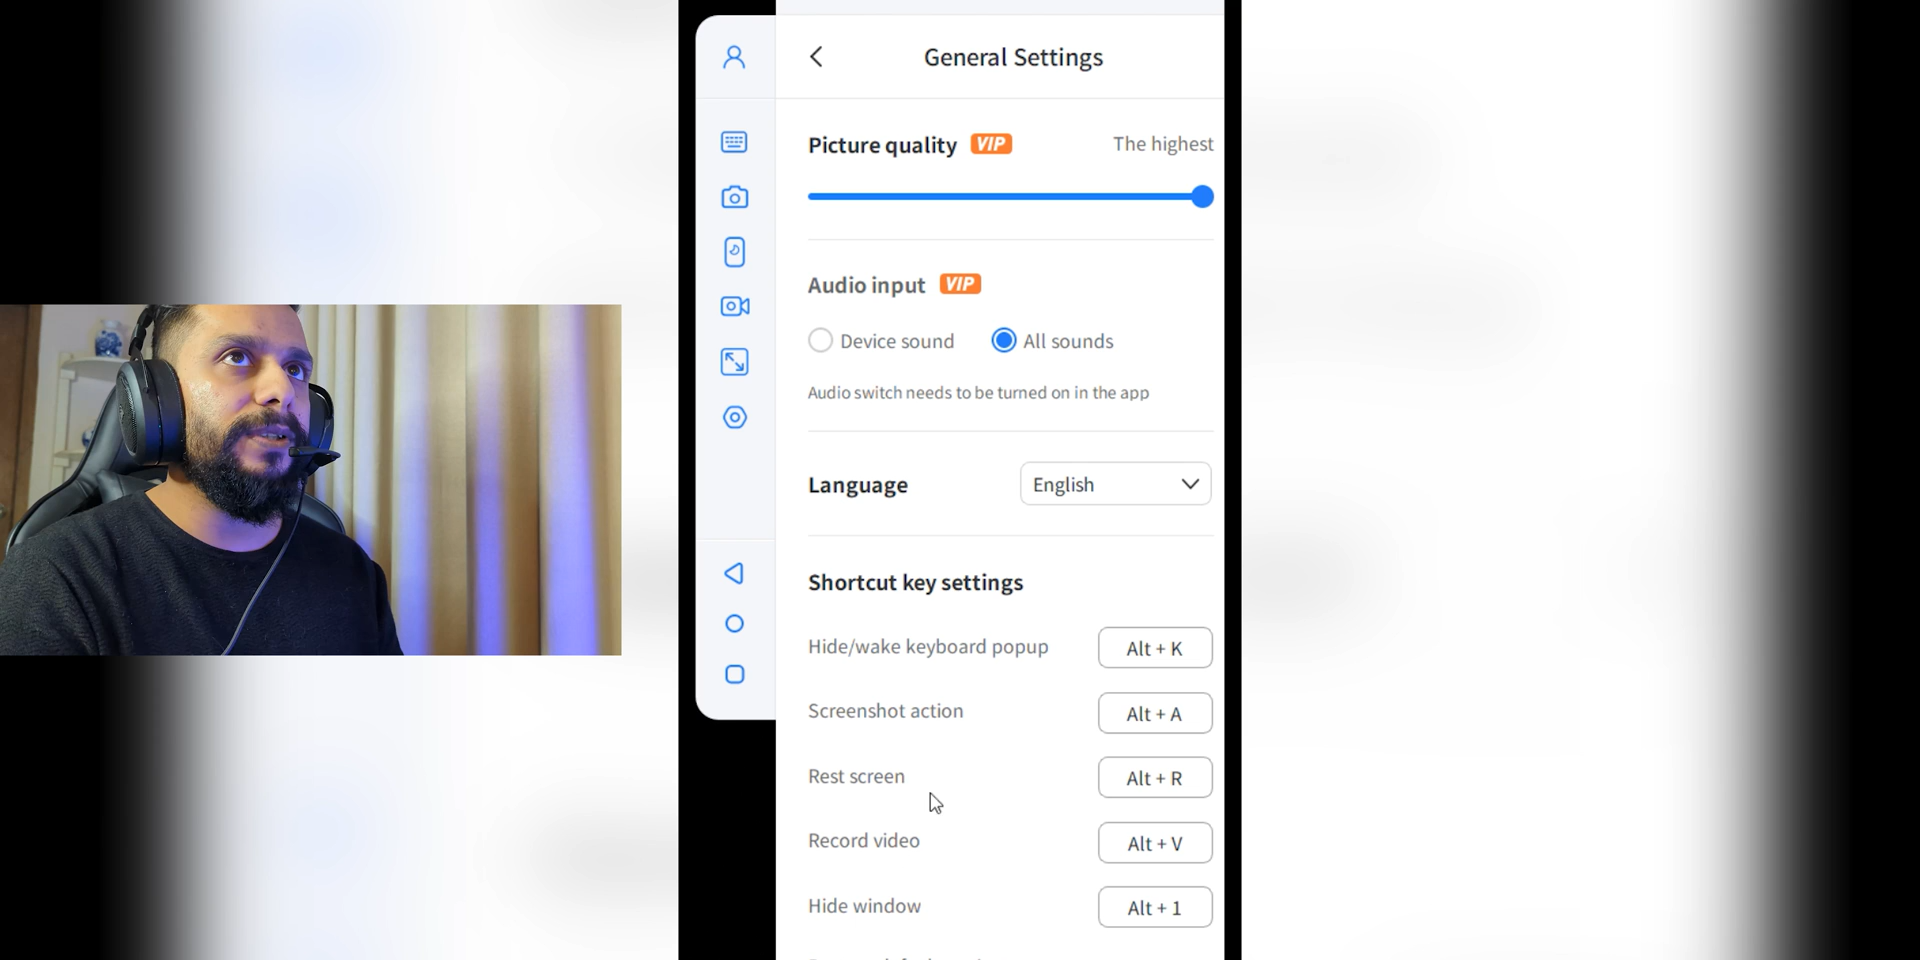 General Settings
Picture quality VIP The highest
Audio input VIP
Device sound All sounds
Audio switch needs to be turned on in the app
Language English
Shortcut key settings
Hide/wake keyboard popup Alt + K
Screenshot action Alt + A
Rest screen Alt + R
Record video Alt + V
Hide window Alt + 1